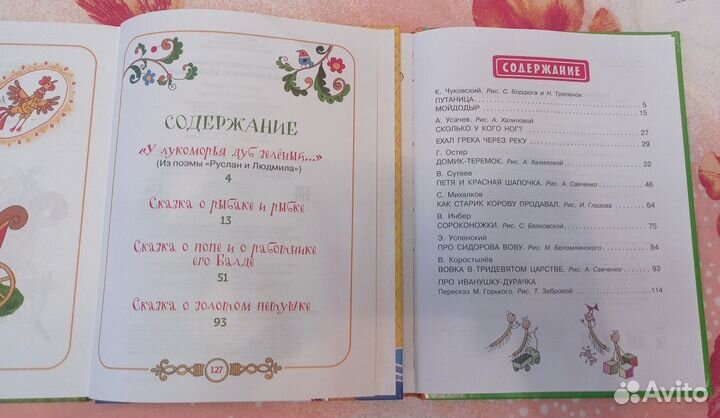 СОДЕРЖАНИЕ
«У лукоморья дуб зелёный...»
(Из поэмы «Руслан и Людмила»)
4
Сказка о рыбаке и рыбке
13
Сказка о попе и о работнике
его Балде
51
Сказка о золотом петушке
93
127
СОДЕРЖАНИЕ
К. Чуковский. Рис. С. Бордюга и Н. Трепенок
ПУТАНИЦА 5
МОЙДОДЫР 15
А. Усачев. Рис. А. Халиловой
СКОЛЬКО У КОГО НОГ? 27
ЕХАЛ ГРЕКА ЧЕРЕЗ РЕКУ 29
Г. Остер
ДОМИК-ТЕРЕМОК. Рис. А. Халиловой 32
В. Сутеев
ПЕТЯ И КРАСНАЯ ШАПОЧКА. Рис. А. Савченко 46
С. Михалков
КАК СТАРИК КОРОВУ ПРОДАВАЛ. Рис. И. Глазова 64
В. Инбер
СОРОКОНОЖКИ. Рис. С. Бялковской 75
Э. Успенский
ПРО СИДОРОВА ВОВУ. Рис. М. Беломлинского 84
В. Коростылёв
ВОВКА В ТРИДЕВЯТОМ ЦАРСТВЕ. Рис. А. Савченко 93
ПРО ИВАНУШКУ-ДУРАЧКА
Пересказ М. Горького. Рис. Т. Зебровой 114
Avito